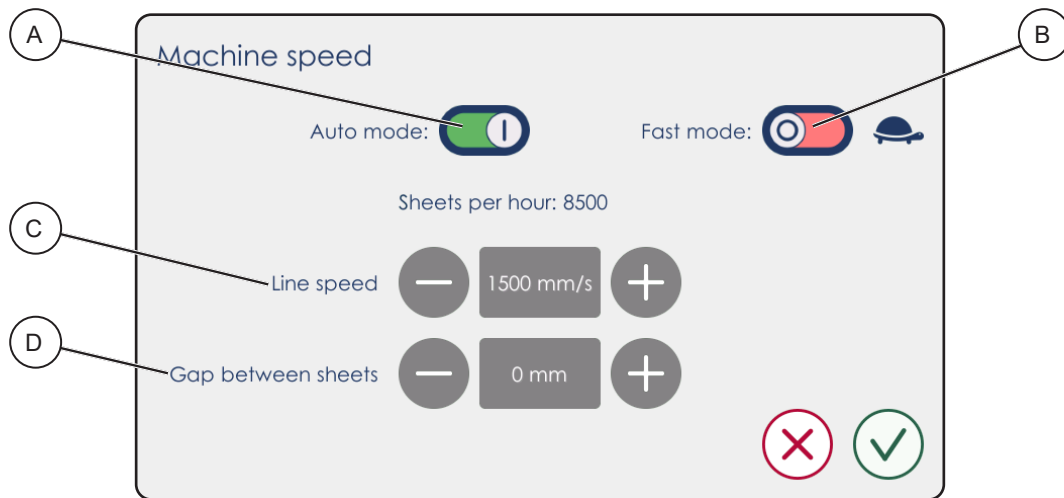 A
B
Machine speed
Auto mode:
Fast mode:
Sheets per hour: 8500
C
Line speed
1500 mm/s
D
Gap between sheets
0 mm